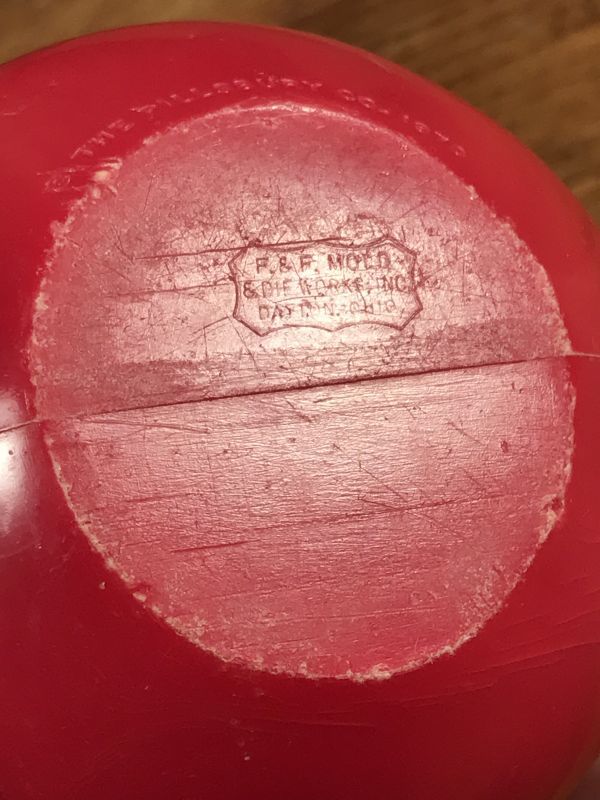 THE PILLSBURY CO.
F. & F. MOLD
& DIE WORKS, INC.
DAYTON, OHIO